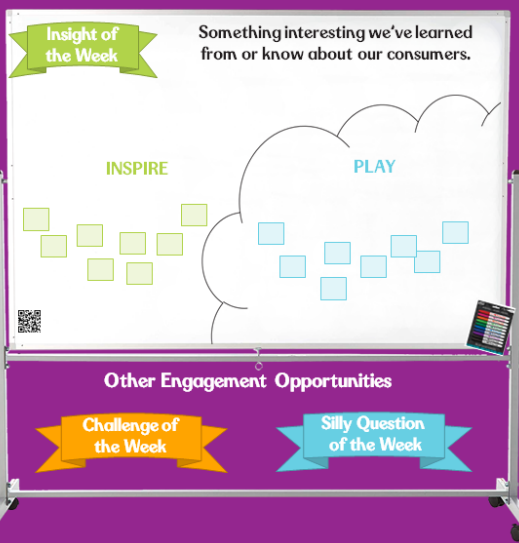 Insight of
the Week
Something interesting we've learned
from or know about our consumers.
INSPIRE
PLAY
Other Engagement Opportunities
Challenge of
the Week
Silly Question
of the Week